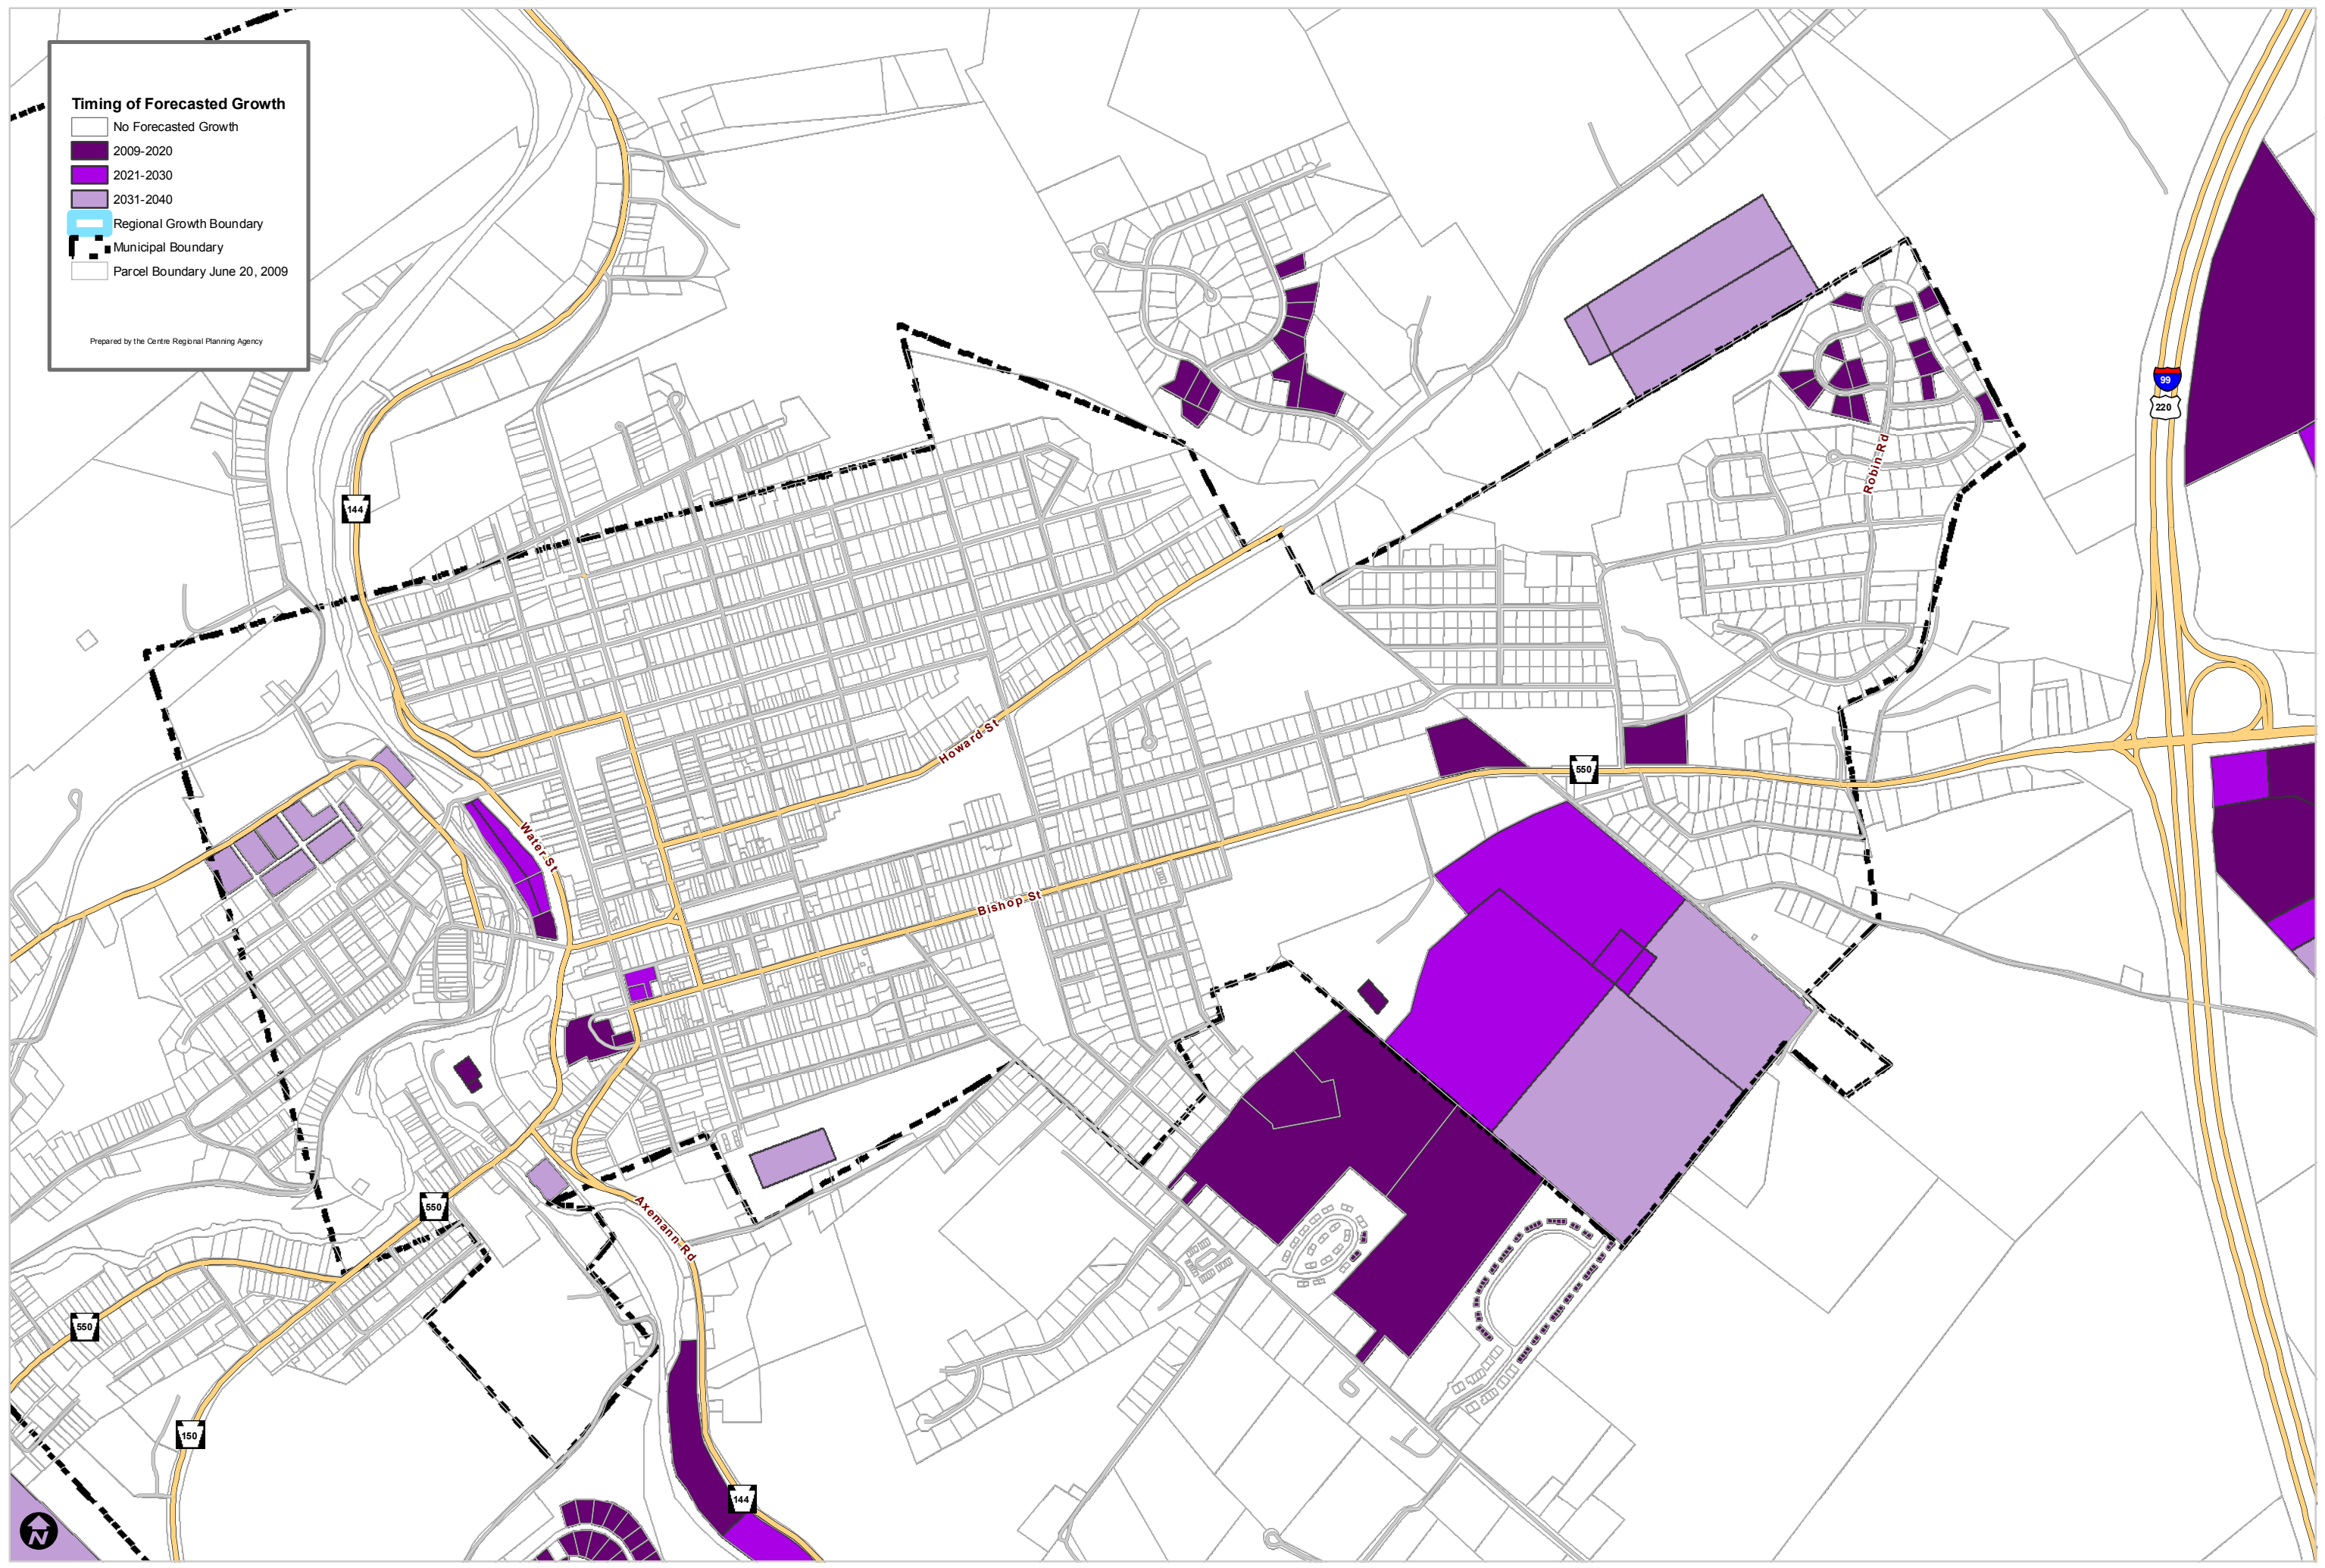 Timing of Forecasted Growth
No Forecasted Growth
2009-2020
2021-2030
2031-2040
Regional Growth Boundary
Municipal Boundary
Parcel Boundary June 20, 2009
Prepared by the Centre Regional Planning Agency
99
220
144
Robin Rd
Howard St
550
Water St
Bishop St
550
Axemann Rd
550
150
144
N